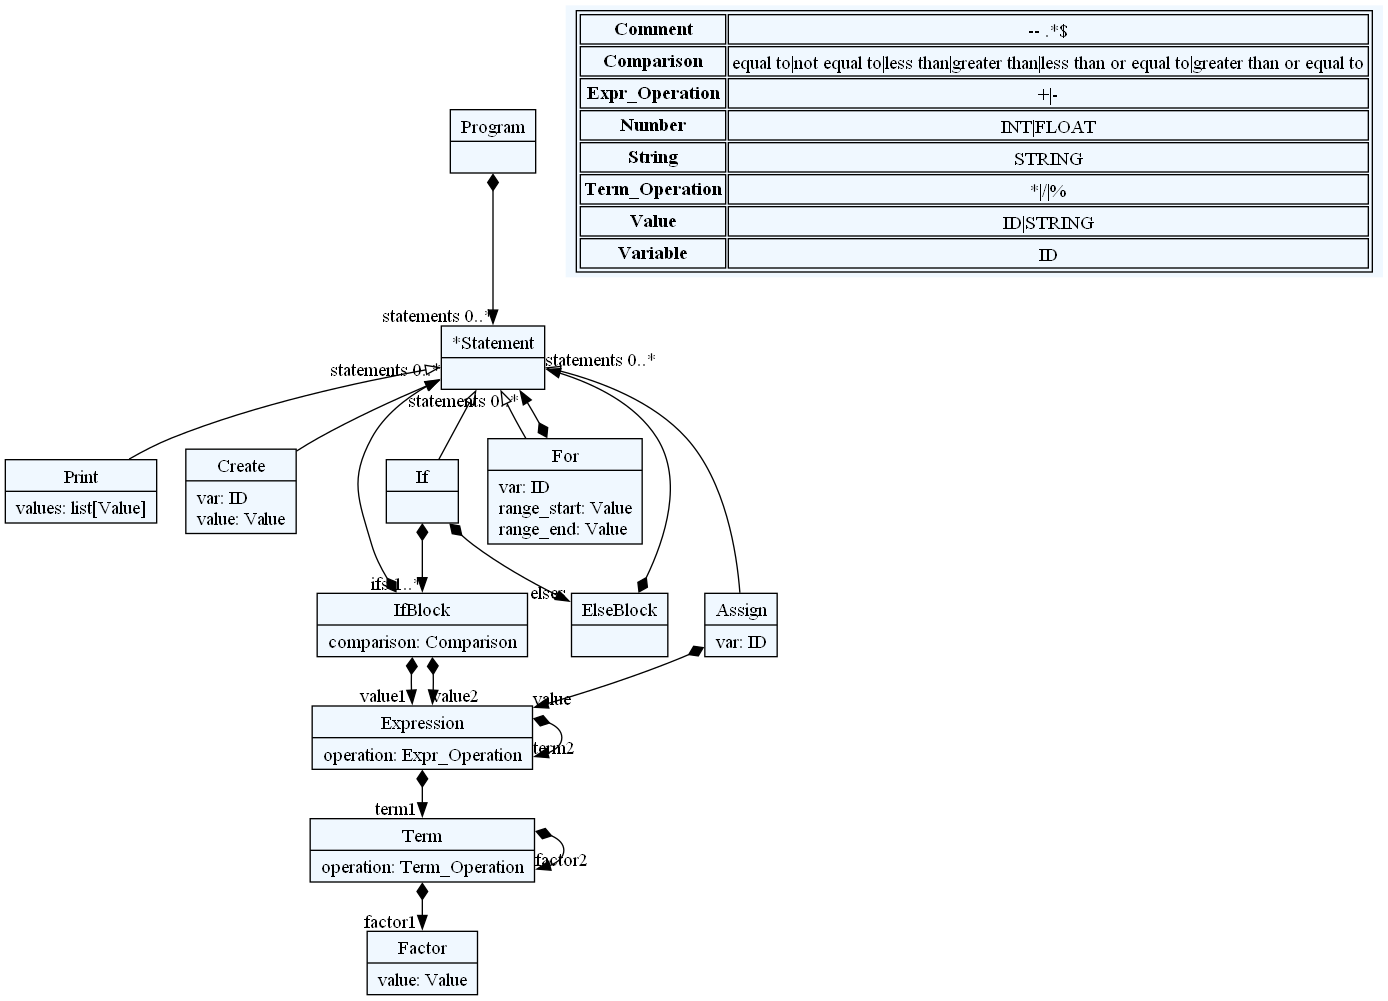 Comment -- .*$
Comparison equal to|not equal to|less than|greater than|less than or equal to|greater than or equal to
Expr_Operation +|-
Number INT|FLOAT
String STRING
Term_Operation *|/|%
Value ID|STRING
Variable ID
Program
statements 0..*
*Statement
statements 0..*
statements 0..*
statements 0..*
Print
values: list[Value]
Create
var: ID
value: Value
If
For
var: ID
range_start: Value
range_end: Value
ifs 1..*
elses
IfBlock
comparison: Comparison
ElseBlock
Assign
var: ID
value1
value2
value
Expression
operation: Expr_Operation
term2
term1
Term
operation: Term_Operation
factor2
factor1
Factor
value: Value